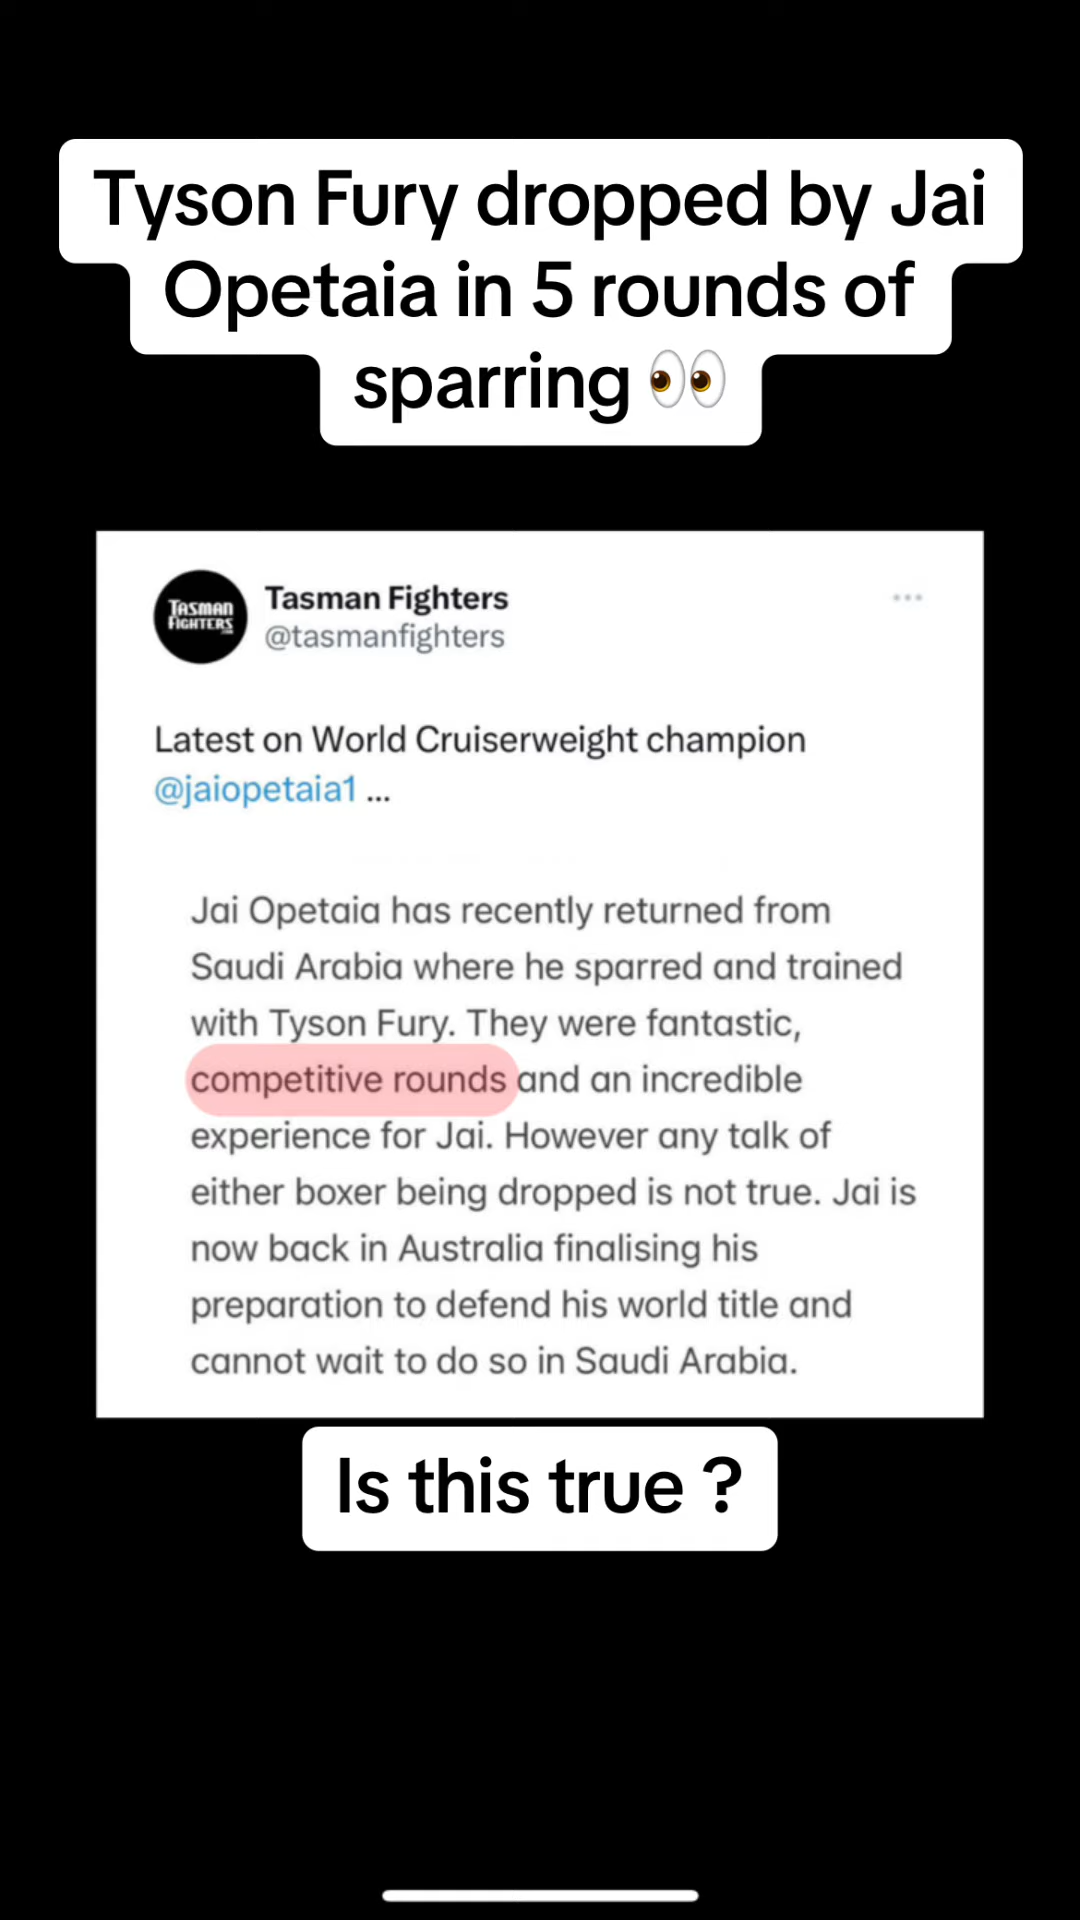 Tyson Fury dropped by Jai
Opetaia in 5 rounds of
sparring 👀
TASMAN
FIGHTERS
.COM
Tasman Fighters
@tasmanfighters
Latest on World Cruiserweight champion
@jaiopetaia1 ...
Jai Opetaia has recently returned from
Saudi Arabia where he sparred and trained
with Tyson Fury. They were fantastic,
competitive rounds and an incredible
experience for Jai. However any talk of
either boxer being dropped is not true. Jai is
now back in Australia finalising his
preparation to defend his world title and
cannot wait to do so in Saudi Arabia.
Is this true ?